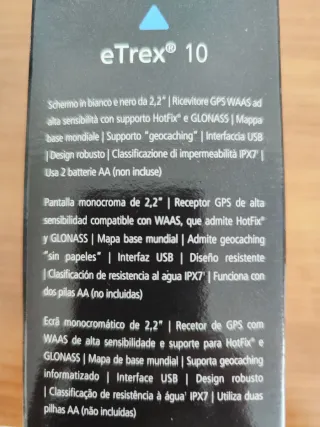 eTrex® 10
Schermo in bianco e nero da 2,2" | Ricevitore GPS WAAS ad
alta sensibilità con supporto HotFix® e GLONASS | Mappa
base mondiale | Supporto "geocaching" | Interfaccia USB
| Design robusto | Classificazione di impermeabilità IPX7¹ |
Usa 2 batterie AA (non incluse)
Pantalla monocroma de 2,2" | Receptor GPS de alta
sensibilidad compatible con WAAS, que admite HotFix®
y GLONASS | Mapa base mundial | Admite geocaching
"sin papeles" | Interfaz USB | Diseño resistente
| Clasificación de resistencia al agua IPX7¹ | Funciona con
dos pilas AA (no incluidas)
Ecrã monocromático de 2,2" | Recetor de GPS com
WAAS de alta sensibilidade e suporte para HotFix® e
GLONASS | Mapa de base mundial | Suporta geocaching
informatizado | Interface USB | Design robusto
| Classificação de resistência à água¹ IPX7 | Utiliza duas
pilhas AA (não incluídas)